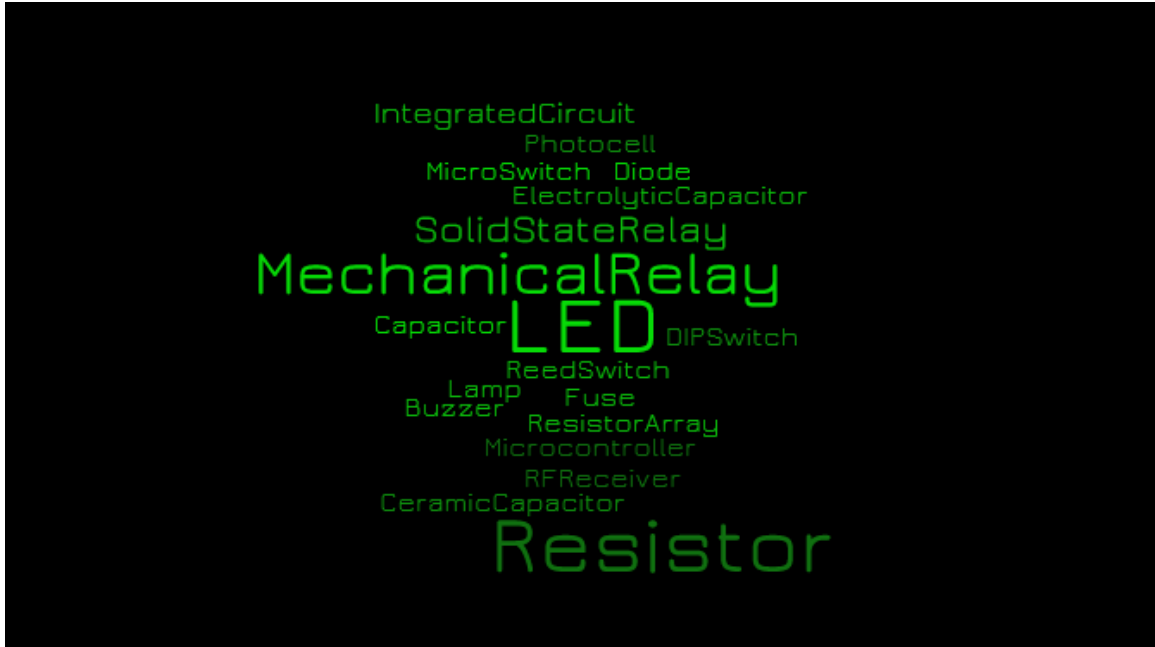 IntegratedCircuit
Photocell
MicroSwitch Diode
ElectrolyticCapacitor
SolidStateRelay
MechanicalRelay
Capacitor LED DIPSwitch
ReedSwitch
Lamp Fuse
Buzzer
ResistorArray
Microcontroller
RFReceiver
CeramicCapacitor
Resistor